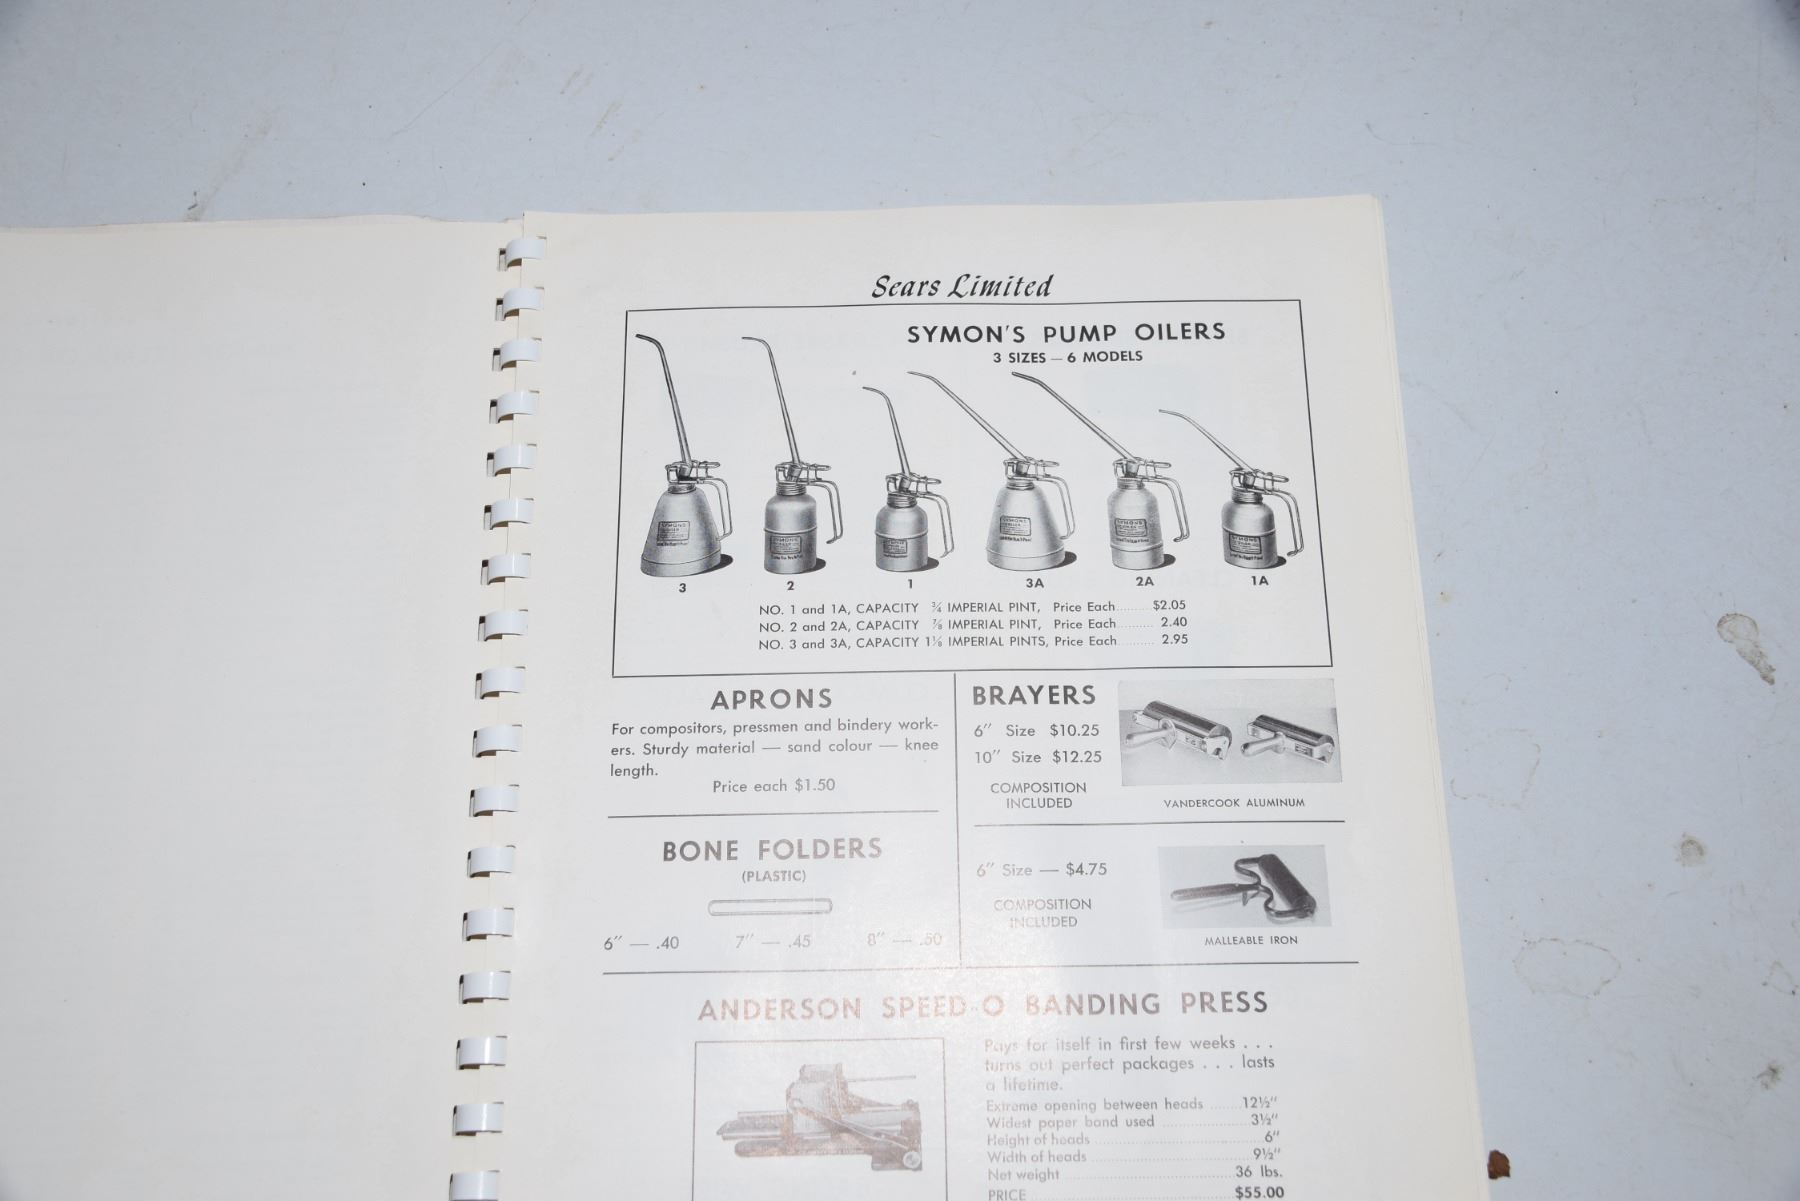 Sears Limited
SYMON'S PUMP OILERS
3 SIZES — 6 MODELS
3 2 1 3A 2A 1A
NO. 1 and 1A, CAPACITY ¾ IMPERIAL PINT, Price Each..........$2.05
NO. 2 and 2A, CAPACITY ⅞ IMPERIAL PINT, Price Each.......... 2.40
NO. 3 and 3A, CAPACITY 1⅛ IMPERIAL PINTS, Price Each.......... 2.95
APRONS
For compositors, pressmen and bindery work-
ers. Sturdy material — sand colour — knee
length.
Price each $1.50
BONE FOLDERS
(PLASTIC)
6" — .40 7" — .45 8" — .50
BRAYERS
6" Size $10.25
10" Size $12.25
COMPOSITION
INCLUDED
VANDERCOOK ALUMINUM
6" Size — $4.75
COMPOSITION
INCLUDED
MALLEABLE IRON
ANDERSON SPEED-O BANDING PRESS
Pays for itself in first few weeks . . .
turns out perfect packages . . . lasts
a lifetime.
Extreme opening between heads ........12½"
Widest paper band used ........3½"
Height of heads ........6"
Width of heads ........9½"
Net weight ........36 lbs.
PRICE ........$55.00